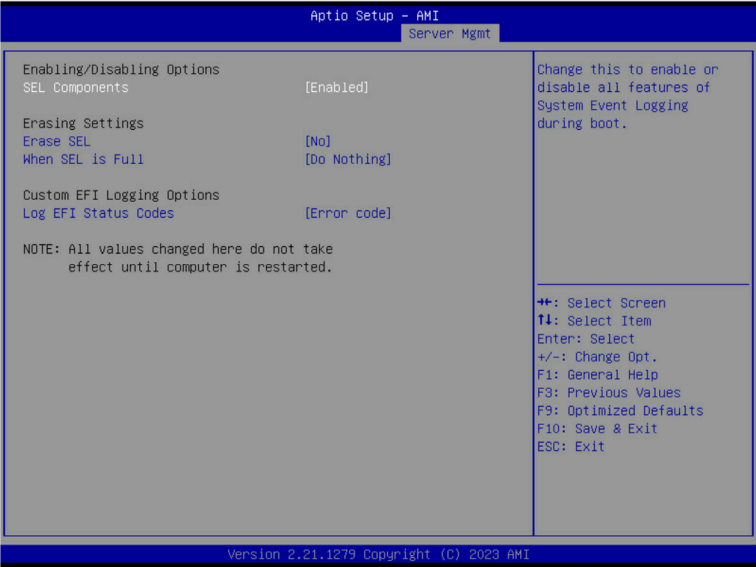 Aptio Setup – AMI
Server Mgmt
Enabling/Disabling Options
SEL Components [Enabled]
Erasing Settings
Erase SEL [No]
When SEL is Full [Do Nothing]
Custom EFI Logging Options
Log EFI Status Codes [Error code]
NOTE: All values changed here do not take
effect until computer is restarted.
Change this to enable or
disable all features of
System Event Logging
during boot.
→←: Select Screen
↑↓: Select Item
Enter: Select
+/-: Change Opt.
F1: General Help
F3: Previous Values
F9: Optimized Defaults
F10: Save & Exit
ESC: Exit
Version 2.21.1279 Copyright (C) 2023 AMI